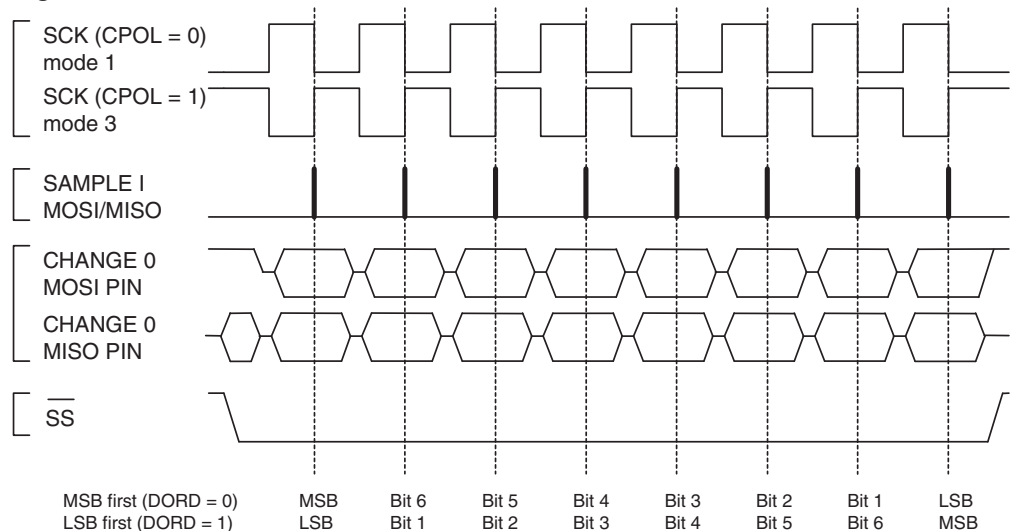 SCK (CPOL = 0)
mode 1
SCK (CPOL = 1)
mode 3
SAMPLE I
MOSI/MISO
CHANGE 0
MOSI PIN
CHANGE 0
MISO PIN
SS
MSB first (DORD = 0) MSB Bit 6 Bit 5 Bit 4 Bit 3 Bit 2 Bit 1 LSB
LSB first (DORD = 1) LSB Bit 1 Bit 2 Bit 3 Bit 4 Bit 5 Bit 6 MSB